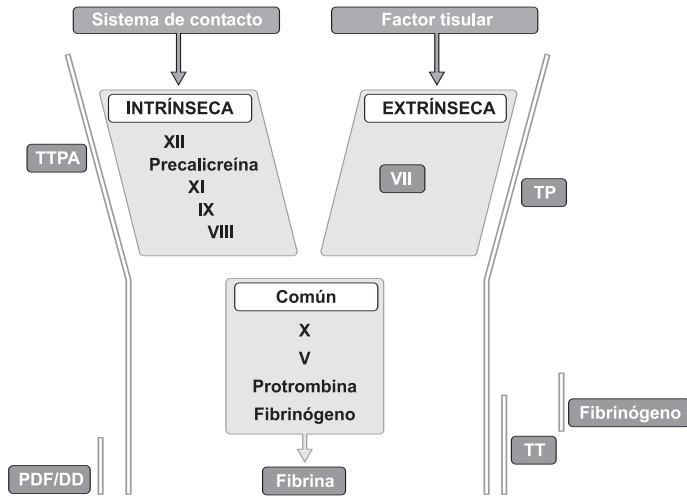 Sistema de contacto
Factor tisular
INTRÍNSECA
XII
Precalicreína
XI
IX
VIII
EXTRÍNSECA
VII
TTPA
TP
Común
X
V
Protrombina
Fibrinógeno
Fibrinógeno
TT
PDF/DD
Fibrina